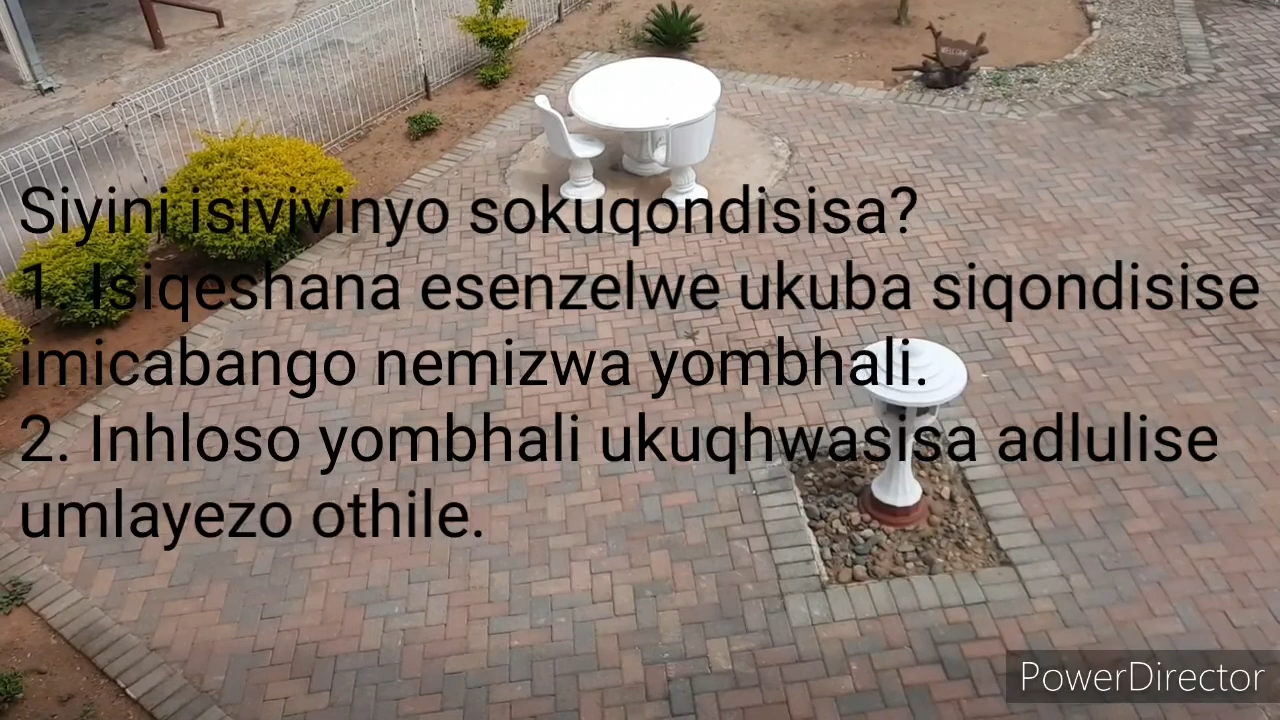 WELCOME
Siyini isivivinyo sokuqondisisa?
1. Isiqeshana esenzelwe ukuba siqondisise
imicabango nemizwa yombhali.
2. Inhloso yombhali ukuqhwasisa adlulise
umlayezo othile.
PowerDirector